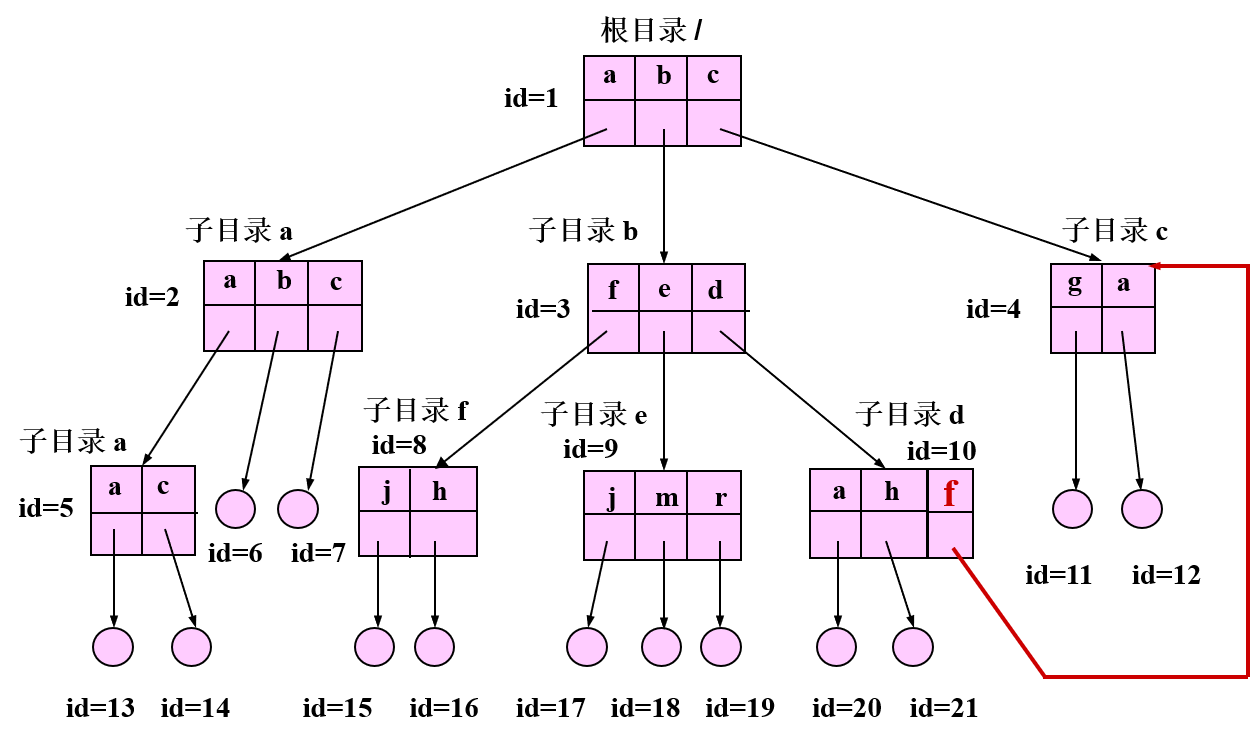 根目录 /
a b c
id=1
子目录 a
子目录 b
子目录 c
a b c
id=2
f e d
id=3
g a
id=4
子目录 a
子目录 f
id=8
子目录 e
id=9
子目录 d
id=10
a c
id=5
id=6
id=7
j h
j m r
a h f
id=11
id=12
id=13
id=14
id=15
id=16
id=17
id=18
id=19
id=20
id=21